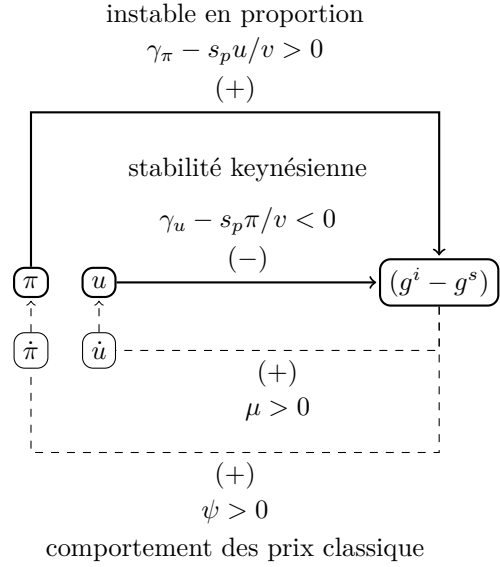 instable en proportion
γ_π − s_p u/v > 0
(+)
stabilité keynésienne
γ_u − s_p π/v < 0
(−)
π u (g^i − g^s)
π̇ u̇
(+)
μ > 0
(+)
ψ > 0
comportement des prix classique